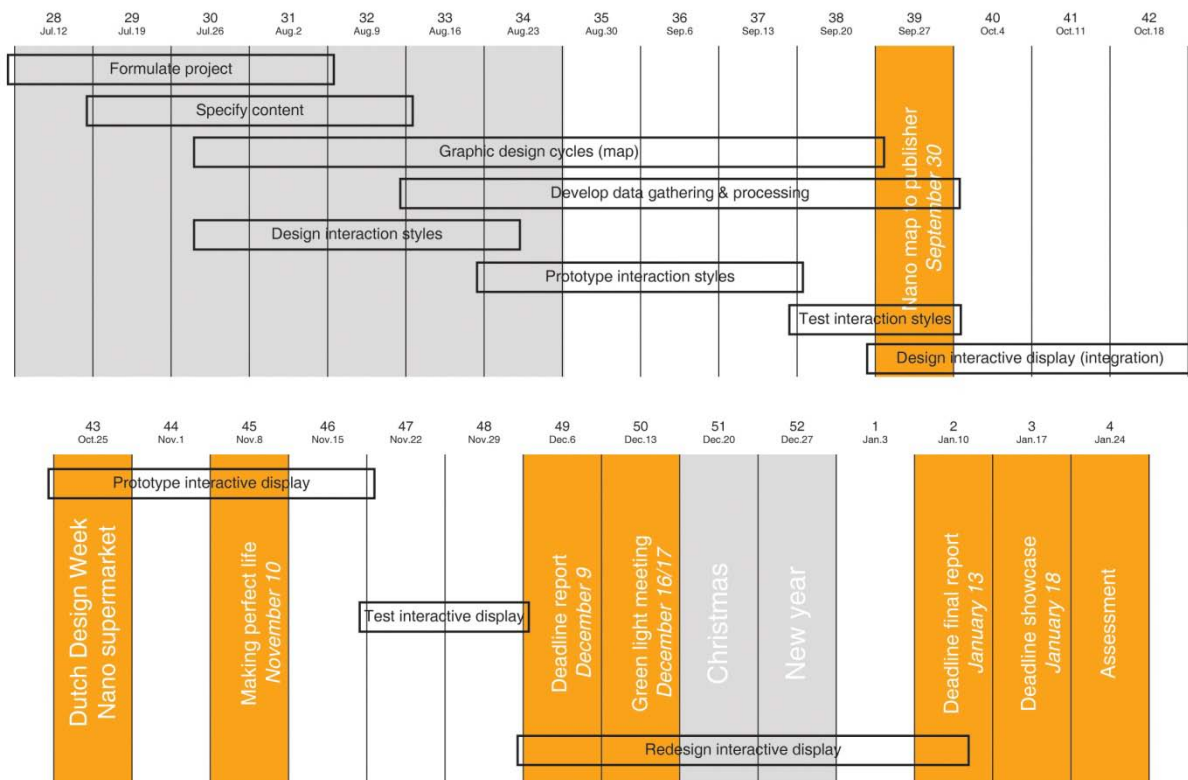 28 29 30 31 32 33 34 35 36 37 38 39 40 41 42
Jul.12 Jul.19 Jul.26 Aug.2 Aug.9 Aug.16 Aug.23 Aug.30 Sep.6 Sep.13 Sep.20 Sep.27 Oct.4 Oct.11 Oct.18
Formulate project
Specify content
Graphic design cycles (map)
Develop data gathering & processing
Design interaction styles
Prototype interaction styles
Test interaction styles
Design interactive display (integration)
Nano map to publisher
September 30
43 44 45 46 47 48 49 50 51 52 1 2 3 4
Oct.25 Nov.1 Nov.8 Nov.15 Nov.22 Nov.29 Dec.6 Dec.13 Dec.20 Dec.27 Jan.3 Jan.10 Jan.17 Jan.24
Prototype interactive display
Dutch Design Week
Nano supermarket
Making perfect life
November 10
Test interactive display
Deadline report
December 9
Green light meeting
December 16/17
Christmas
New year
Deadline final report
January 13
Deadline showcase
January 18
Assessment
Redesign interactive display